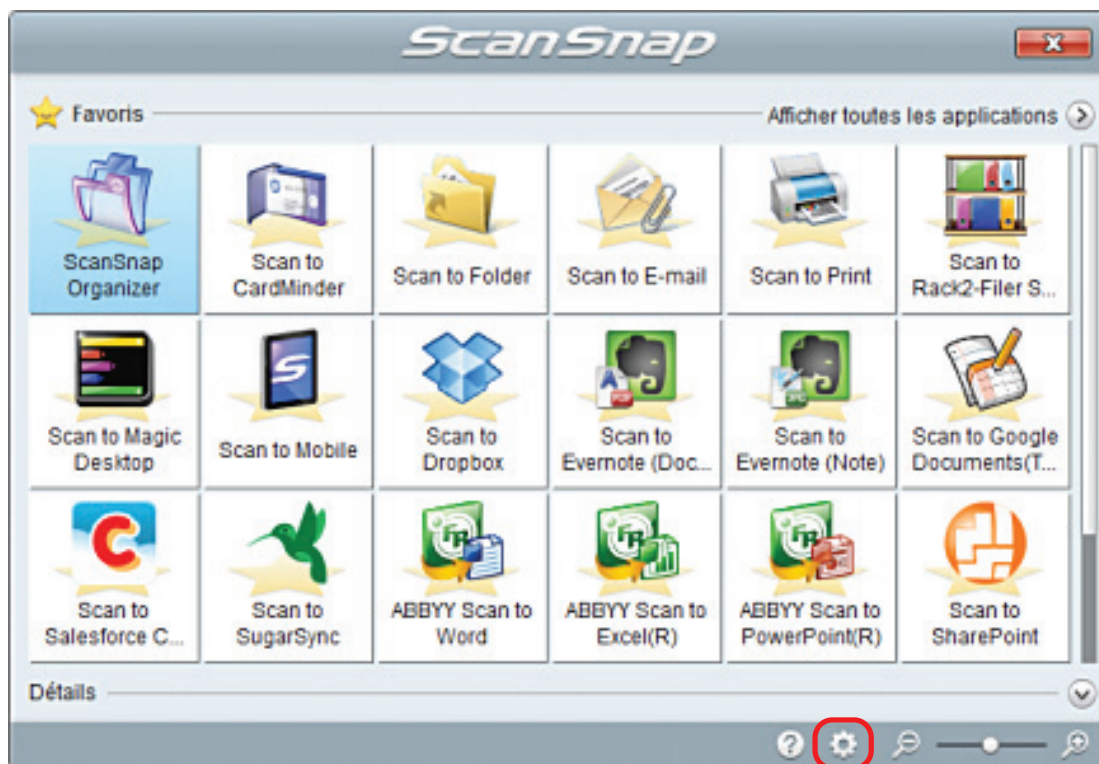 ScanSnap
Favoris
Afficher toutes les applications
ScanSnap
Organizer
Scan to
CardMinder
Scan to Folder
Scan to E-mail
Scan to Print
Scan to
Rack2-Filer S...
Scan to Magic
Desktop
Scan to Mobile
Scan to
Dropbox
Scan to
Evernote (Doc...
Scan to
Evernote (Note)
Scan to Google
Documents(T...
Scan to
Salesforce C...
Scan to
SugarSync
ABBYY Scan to
Word
ABBYY Scan to
Excel(R)
ABBYY Scan to
PowerPoint(R)
Scan to
SharePoint
Détails